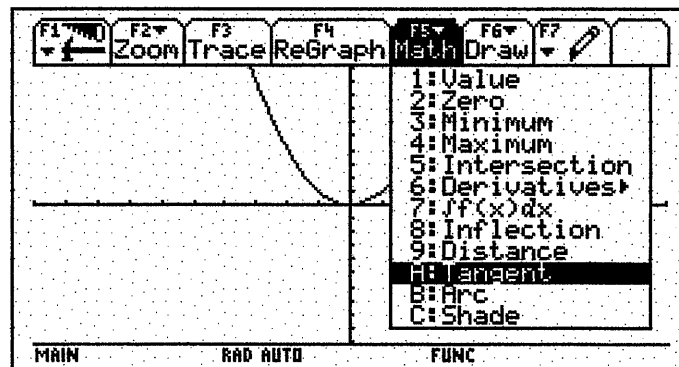 F1 F2 F3 F4 F5 F6 F7
Zoom Trace ReGraph Math Draw
1:Value
2:Zero
3:Minimum
4:Maximum
5:Intersection
6:Derivatives▸
7:∫f(x)dx
8:Inflection
9:Distance
A:Tangent
B:Arc
C:Shade
MAIN RAD AUTO FUNC